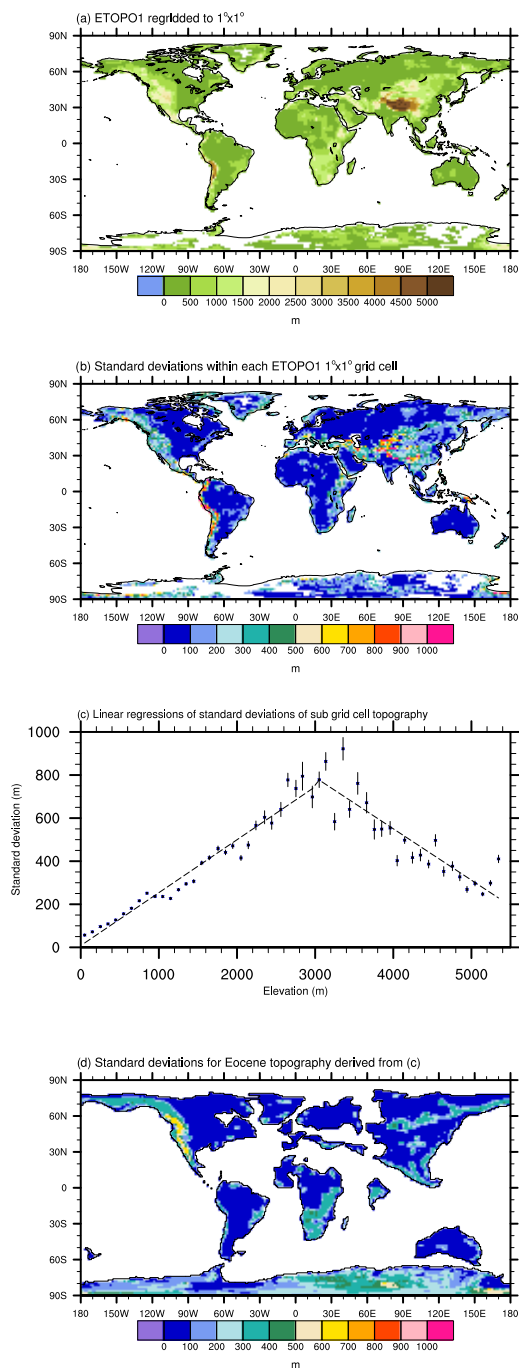 (a) ETOPO1 regridded to 1°x1°
90N
60N
30N
0
30S
60S
90S
180 150W 120W 90W 60W 30W 0 30E 60E 90E 120E 150E 180
0 500 1000 1500 2000 2500 3000 3500 4000 4500 5000
m
(b) Standard deviations within each ETOPO1 1°x1° grid cell
90N
60N
30N
0
30S
60S
90S
180 150W 120W 90W 60W 30W 0 30E 60E 90E 120E 150E 180
0 100 200 300 400 500 600 700 800 900 1000
m
(c) Linear regressions of standard deviations of sub grid cell topography
Standard deviation (m)
1000
800
600
400
200
0
0 1000 2000 3000 4000 5000
Elevation (m)
(d) Standard deviations for Eocene topography derived from (c)
90N
60N
30N
0
30S
60S
90S
180 150W 120W 90W 60W 30W 0 30E 60E 90E 120E 150E 180
0 100 200 300 400 500 600 700 800 900 1000
m